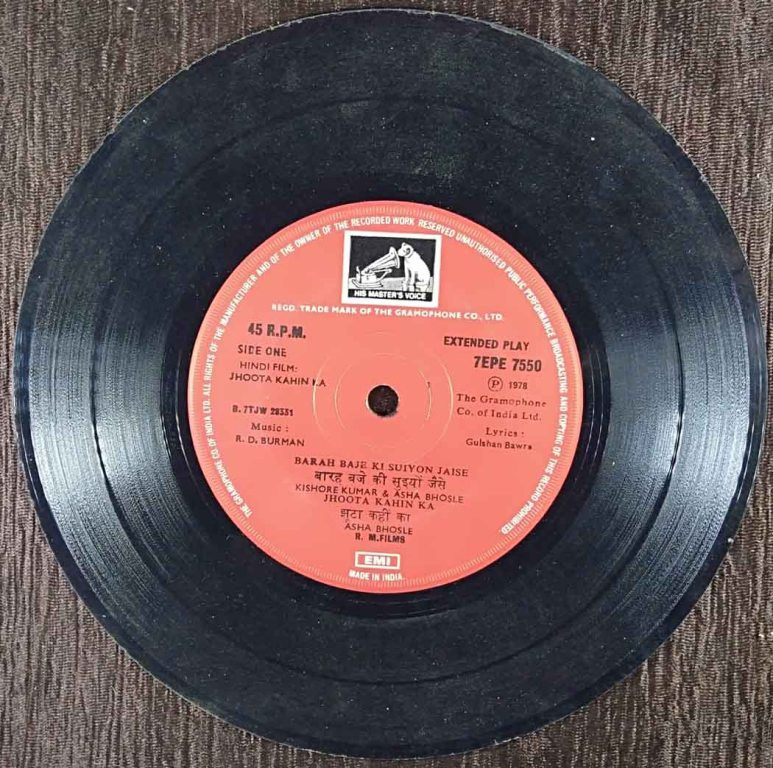 THE GRAMOPHONE CO. OF INDIA LTD. ALL RIGHTS OF THE MANUFACTURER AND OF THE OWNER OF THE RECORDED WORK RESERVED UNAUTHORISED PUBLIC PERFORMANCE BROADCASTING AND COPYING OF THIS RECORD PROHIBITED.
HIS MASTER'S VOICE
REGD. TRADE MARK OF THE GRAMOPHONE CO., LTD.
45 R.P.M.
SIDE ONE
HINDI FILM:
JHOOTA KAHIN KA
B. 7TJW 28351
Music :
R. D. BURMAN
EXTENDED PLAY
7EPE 7550
Ⓟ 1978
The Gramophone
Co. of India Ltd.
Lyrics :
Gulshan Bawra
BARAH BAJE KI SUIYON JAISE
बारह बजे की सूइयों जैसे
KISHORE KUMAR & ASHA BHOSLE
JHOOTA KAHIN KA
झूटा कहीं का
ASHA BHOSLE
R. M. FILMS
EMI
MADE IN INDIA.